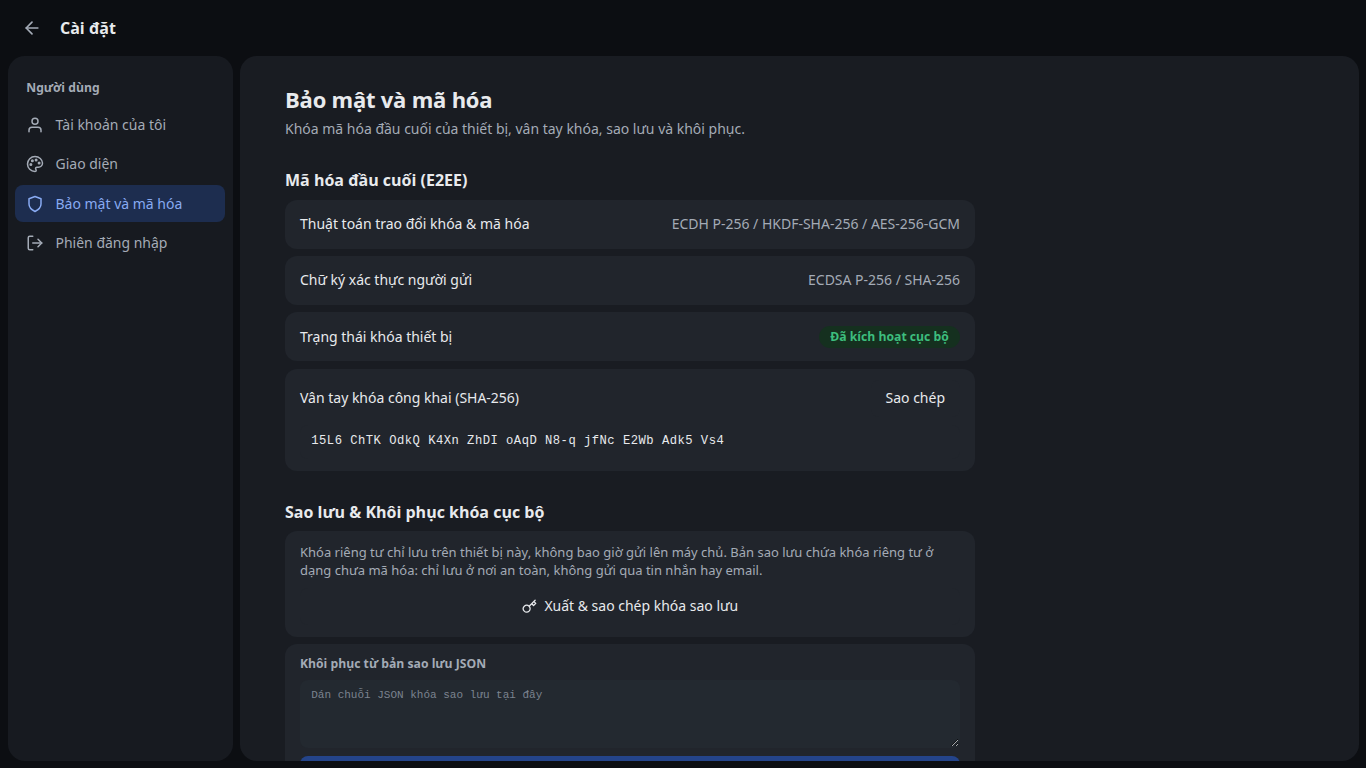 Cài đặt
Người dùng
Tài khoản của tôi
Giao diện
Bảo mật và mã hóa
Phiên đăng nhập
Bảo mật và mã hóa
Khóa mã hóa đầu cuối của thiết bị, vân tay khóa, sao lưu và khôi phục.
Mã hóa đầu cuối (E2EE)
Thuật toán trao đổi khóa & mã hóa
ECDH P-256 / HKDF-SHA-256 / AES-256-GCM
Chữ ký xác thực người gửi
ECDSA P-256 / SHA-256
Trạng thái khóa thiết bị
Đã kích hoạt cục bộ
Vân tay khóa công khai (SHA-256)
Sao chép
15L6 ChTK OdkQ K4Xn ZhDI oAqD N8-q jfNc E2Wb Adk5 Vs4
Sao lưu & Khôi phục khóa cục bộ
Khóa riêng tư chỉ lưu trên thiết bị này, không bao giờ gửi lên máy chủ. Bản sao lưu chứa khóa riêng tư ở
dạng chưa mã hóa: chỉ lưu ở nơi an toàn, không gửi qua tin nhắn hay email.
Xuất & sao chép khóa sao lưu
Khôi phục từ bản sao lưu JSON
Dán chuỗi JSON khóa sao lưu tại đây